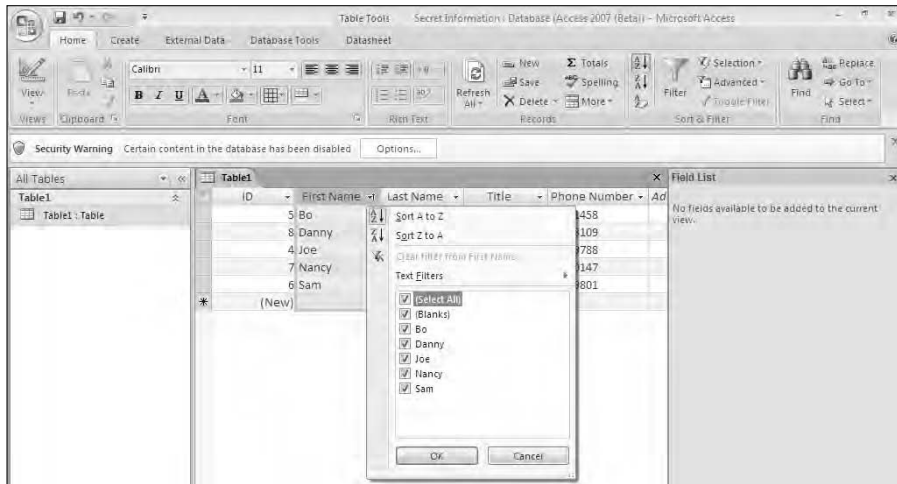 Table Tools Secret Information : Database (Access 2007 (Beta)) - Microsoft Access
Home Create External Data Database Tools Datasheet
View
Views
Paste
Clipboard
Calibri 11
B I U A
Font
Rich Text
Refresh All
New
Save
Delete
Σ Totals
Spelling
More
Records
Filter
Selection
Advanced
Toggle Filter
Sort & Filter
Find
Replace
Go To
Select
Find
Security Warning Certain content in the database has been disabled Options...
All Tables
Table1
Table1 : Table
Table1
ID First Name Last Name Title Phone Number Ad
5 Bo 1458
8 Danny 109
4 Joe 788
7 Nancy 147
6 Sam 801
(New)
Sort A to Z
Sort Z to A
Clear filter from First Name
Text Filters
(Select All)
(Blanks)
Bo
Danny
Joe
Nancy
Sam
OK Cancel
Field List
No fields available to be added to the current
view.